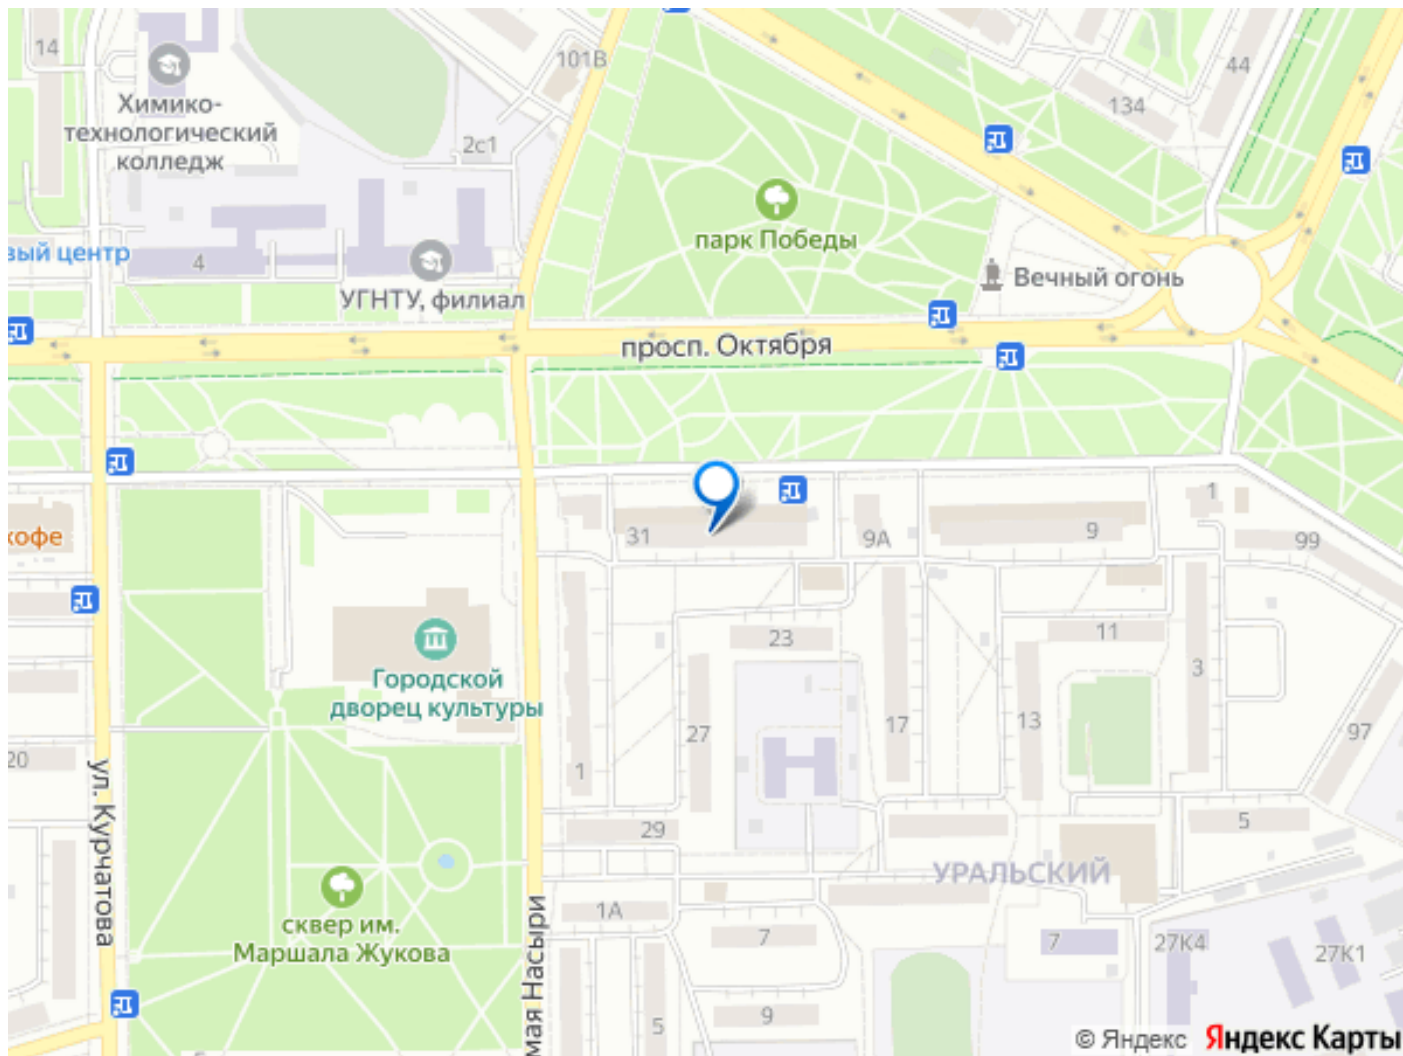 14
101В
44
Химико-
технологический
колледж
134
2с1
парк Победы
вый центр
4
УГНТУ, филиал
Вечный огонь
просп. Октября
кофе
31
9А
9
1
99
23
11
3
Городской
дворец культуры
27
17
13
97
20
1
ул. Курчатова
29
5
УРАЛЬСКИЙ
сквер им.
Маршала Жукова
1А
7
7
27К4
27К1
мая Насыри
5
9
© Яндекс
Яндекс Карты